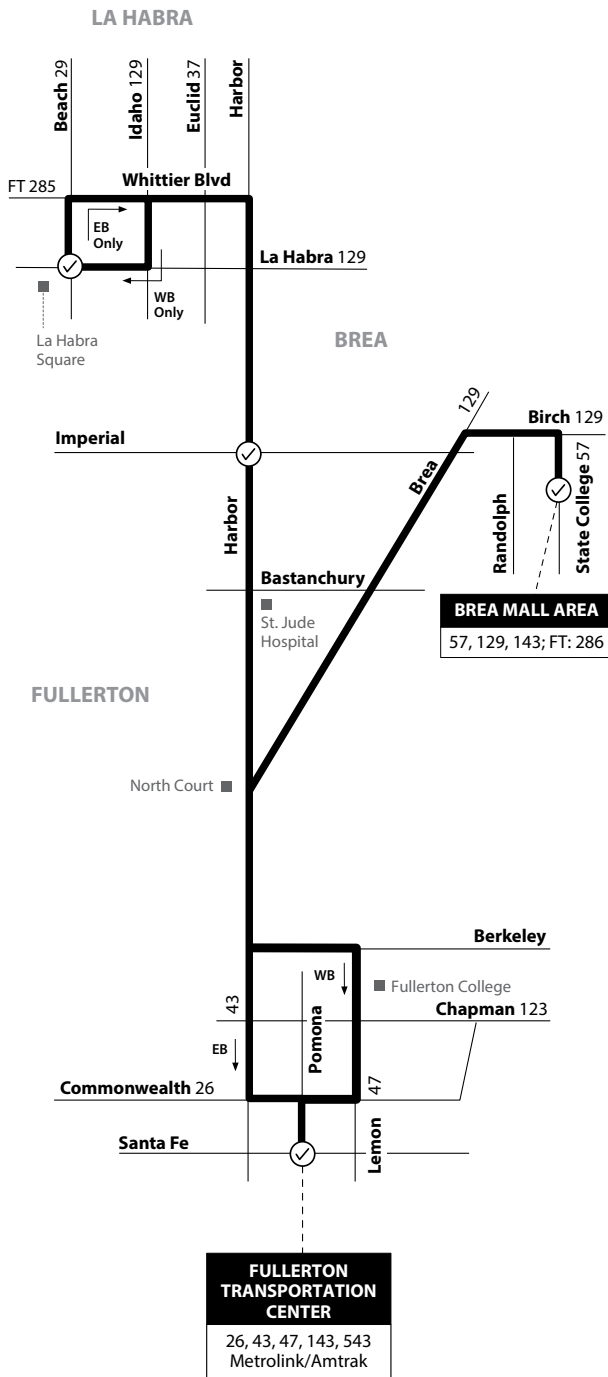 LA HABRA
Beach 29
Idaho 129
Euclid 37
Harbor
FT 285
Whittier Blvd
EB
Only
La Habra 129
WB
Only
La Habra
Square
BREA
129
Birch 129
Imperial
Brea
Harbor
Randolph
State College 57
Bastanchury
St. Jude
Hospital
BREA MALL AREA
57, 129, 143; FT: 286
FULLERTON
North Court
Berkeley
WB
Fullerton College
43
Chapman 123
Pomona
EB
47
Commonwealth 26
Lemon
Santa Fe
FULLERTON
TRANSPORTATION
CENTER
26, 43, 47, 143, 543
Metrolink/Amtrak